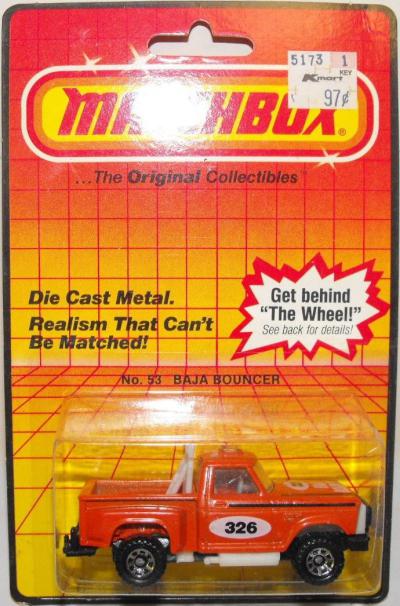 5173 1
KEY
Kmart
97¢
MATCHBOX®
...The Original Collectibles
Die Cast Metal.
Realism That Can't
Be Matched!
Get behind
"The Wheel!"
See back for details!
No. 53 BAJA BOUNCER
326